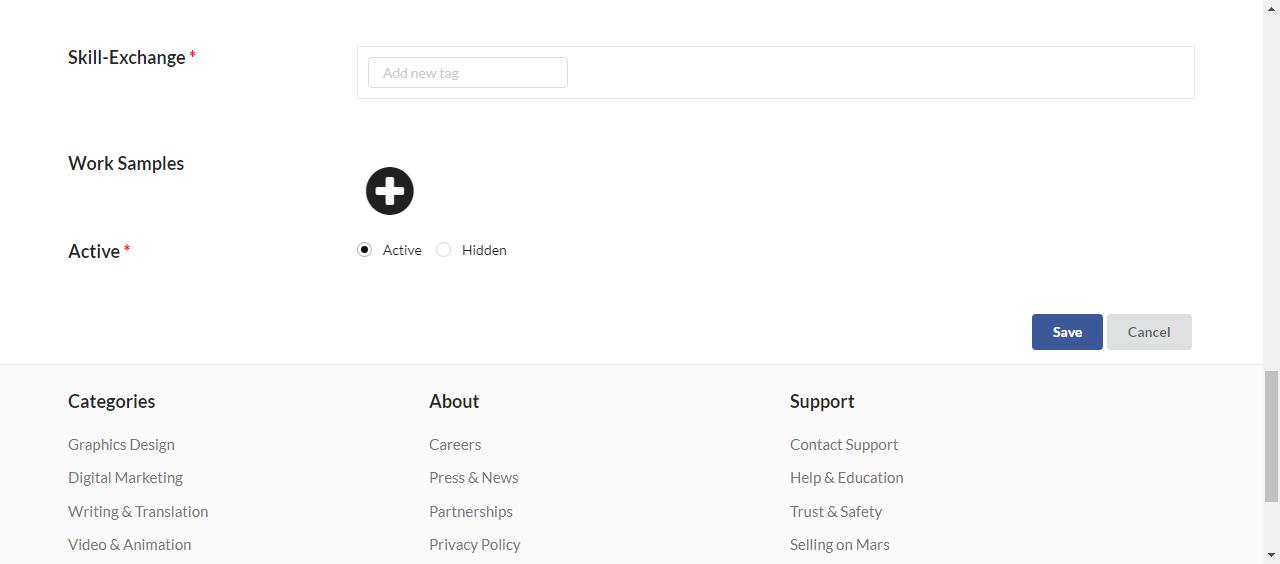 Skill-Exchange *
Add new tag
Work Samples
Active *
Active Hidden
Save Cancel
Categories About Support
Graphics Design Careers Contact Support
Digital Marketing Press & News Help & Education
Writing & Translation Partnerships Trust & Safety
Video & Animation Privacy Policy Selling on Mars